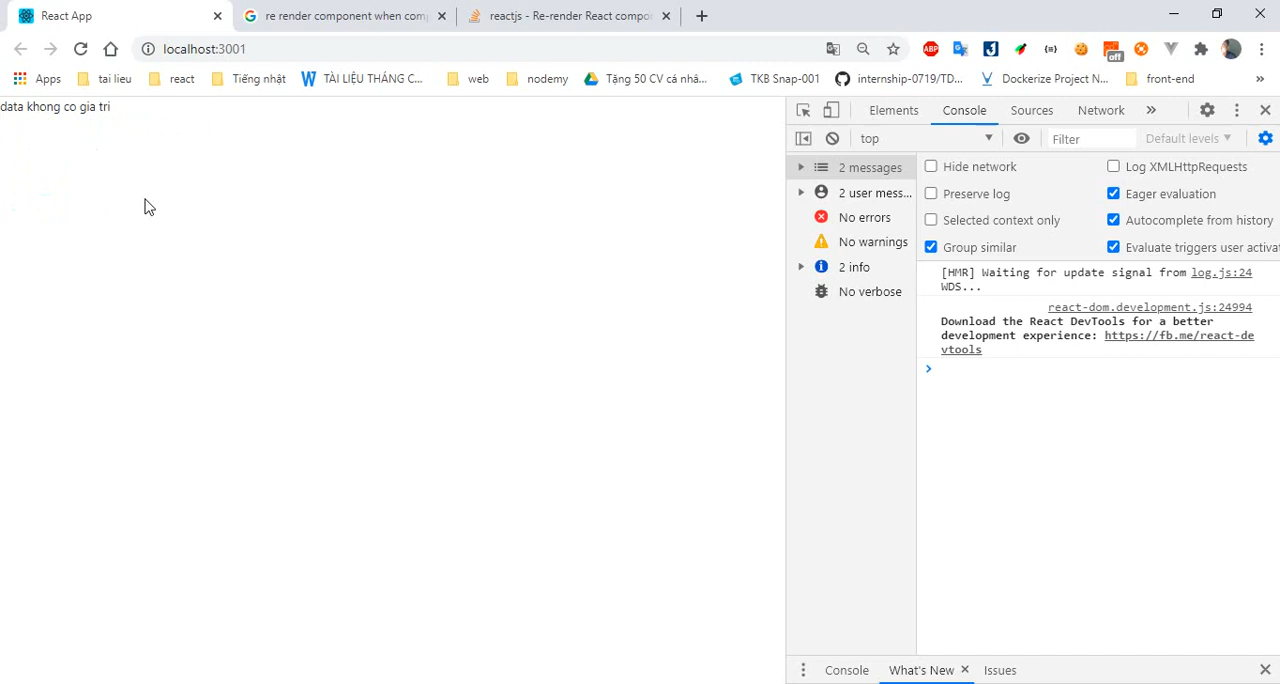 React App
re render component when comp
reactjs - Re-render React compo
localhost:3001
ABP
off
Apps
tai lieu
react
Tiếng nhật
TÀI LIỆU THÁNG C...
web
nodemy
Tặng 50 CV cá nhâ...
TKB Snap-001
internship-0719/TD...
Dockerize Project N...
front-end
»
data khong co gia tri
Elements
Console
Sources
Network
»
top
Filter
Default levels
2 messages
2 user mess...
No errors
No warnings
2 info
No verbose
Hide network
Log XMLHttpRequests
Preserve log
Eager evaluation
Selected context only
Autocomplete from history
Group similar
Evaluate triggers user activat
[HMR] Waiting for update signal from log.js:24
WDS...
react-dom.development.js:24994
Download the React DevTools for a better
development experience: https://fb.me/react-de
vtools
Console
What's New
Issues